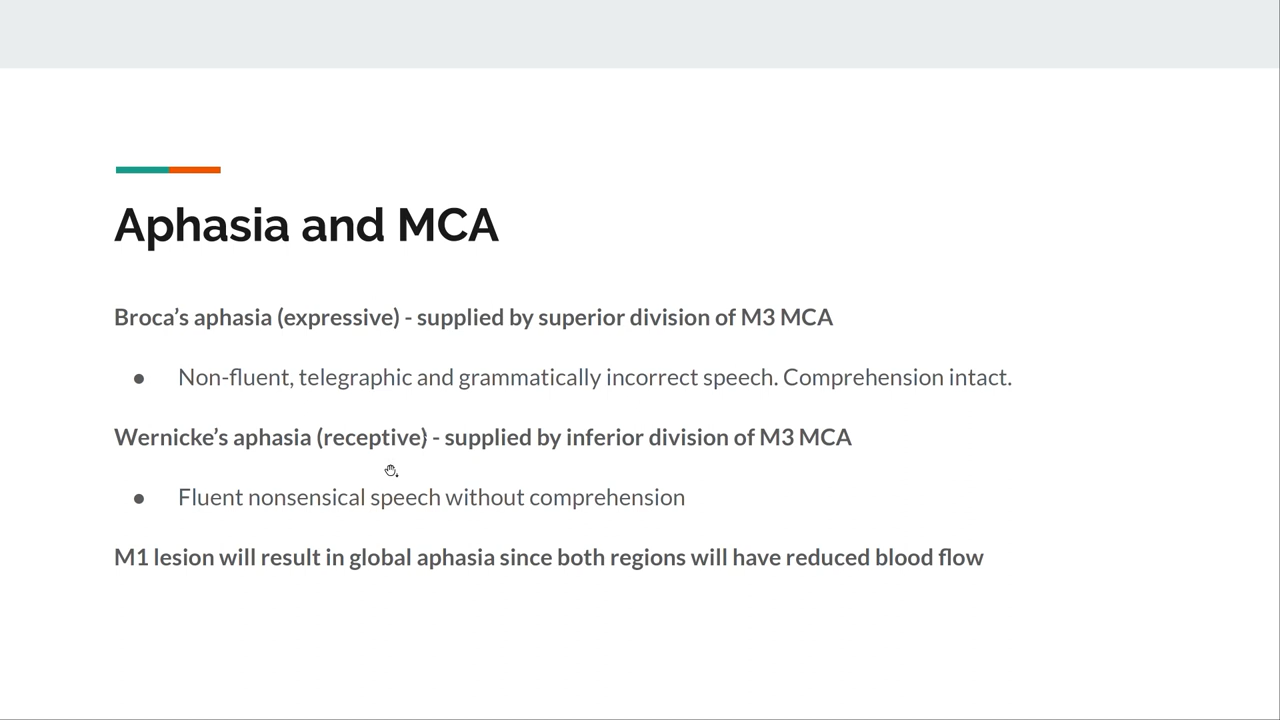 Aphasia and MCA
Broca’s aphasia (expressive) - supplied by superior division of M3 MCA
● Non-fluent, telegraphic and grammatically incorrect speech. Comprehension intact.
Wernicke’s aphasia (receptive) - supplied by inferior division of M3 MCA
● Fluent nonsensical speech without comprehension
M1 lesion will result in global aphasia since both regions will have reduced blood flow